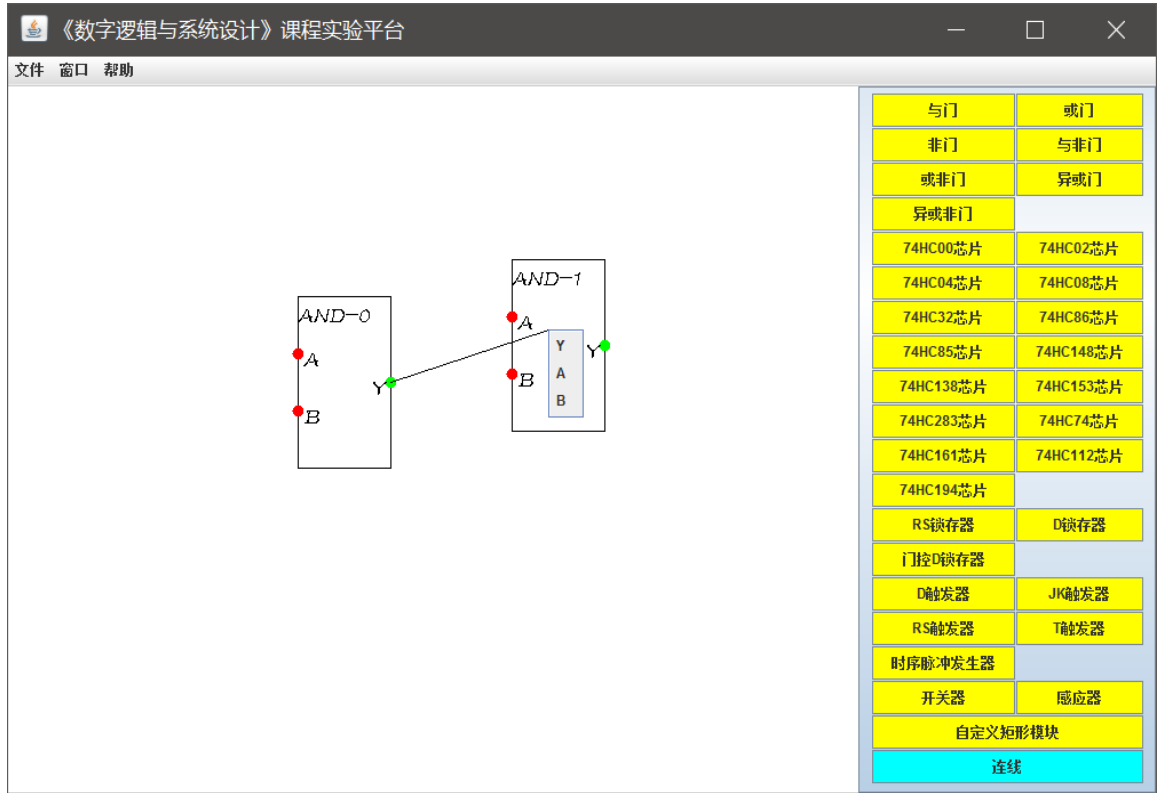 《数字逻辑与系统设计》课程实验平台
文件 窗口 帮助
与门 或门
非门 与非门
或非门 异或门
异或非门
74HC00芯片 74HC02芯片
74HC04芯片 74HC08芯片
74HC32芯片 74HC86芯片
74HC85芯片 74HC148芯片
74HC138芯片 74HC153芯片
74HC283芯片 74HC74芯片
74HC161芯片 74HC112芯片
74HC194芯片
RS锁存器 D锁存器
门控D锁存器
D触发器 JK触发器
RS触发器 T触发器
时序脉冲发生器
开关器 感应器
自定义矩形模块
连线
AND-0
A
Y
B
AND-1
A
Y
B
Y
A
B